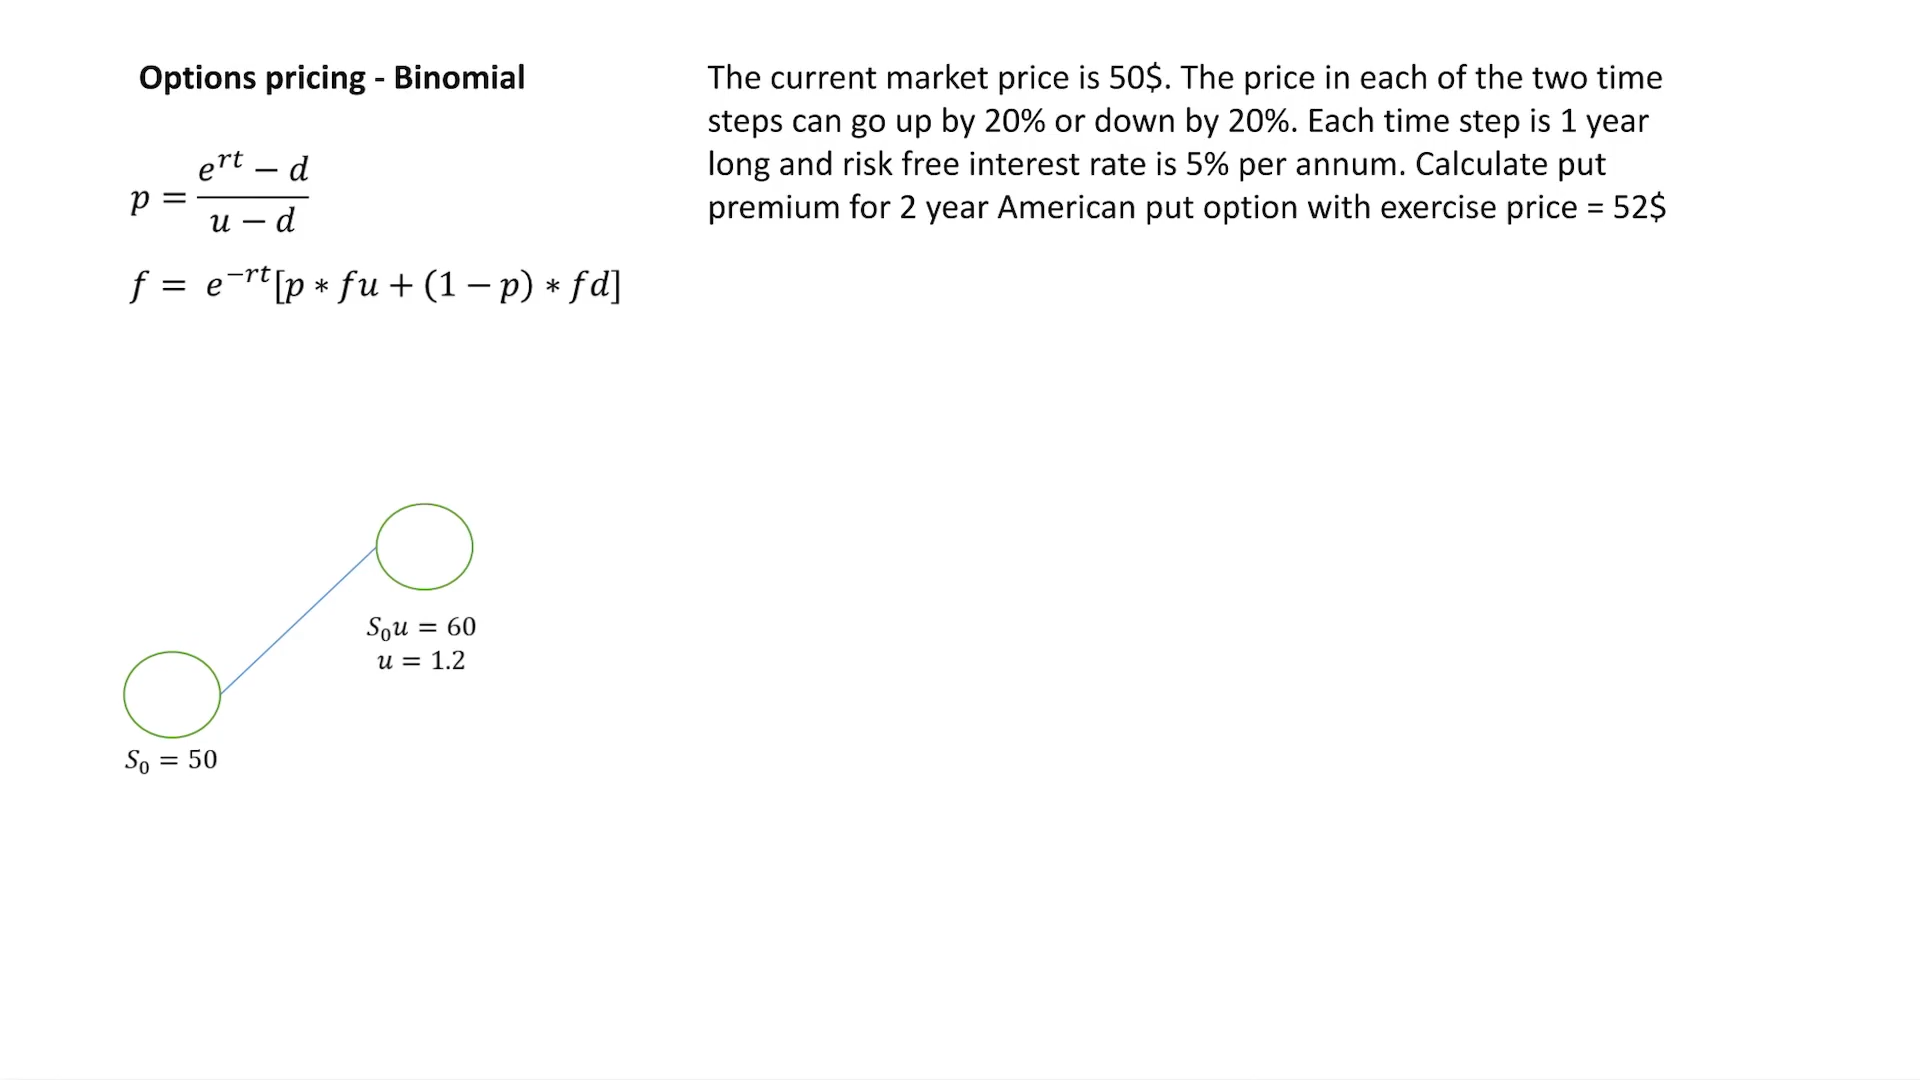 Options pricing - Binomial
p = \frac{e^{rt} - d}{u - d}
f = e^{-rt}[p * fu + (1 - p) * fd]
The current market price is 50$. The price in each of the two time
steps can go up by 20% or down by 20%. Each time step is 1 year
long and risk free interest rate is 5% per annum. Calculate put
premium for 2 year American put option with exercise price = 52$
S₀u = 60
u = 1.2
S₀ = 50